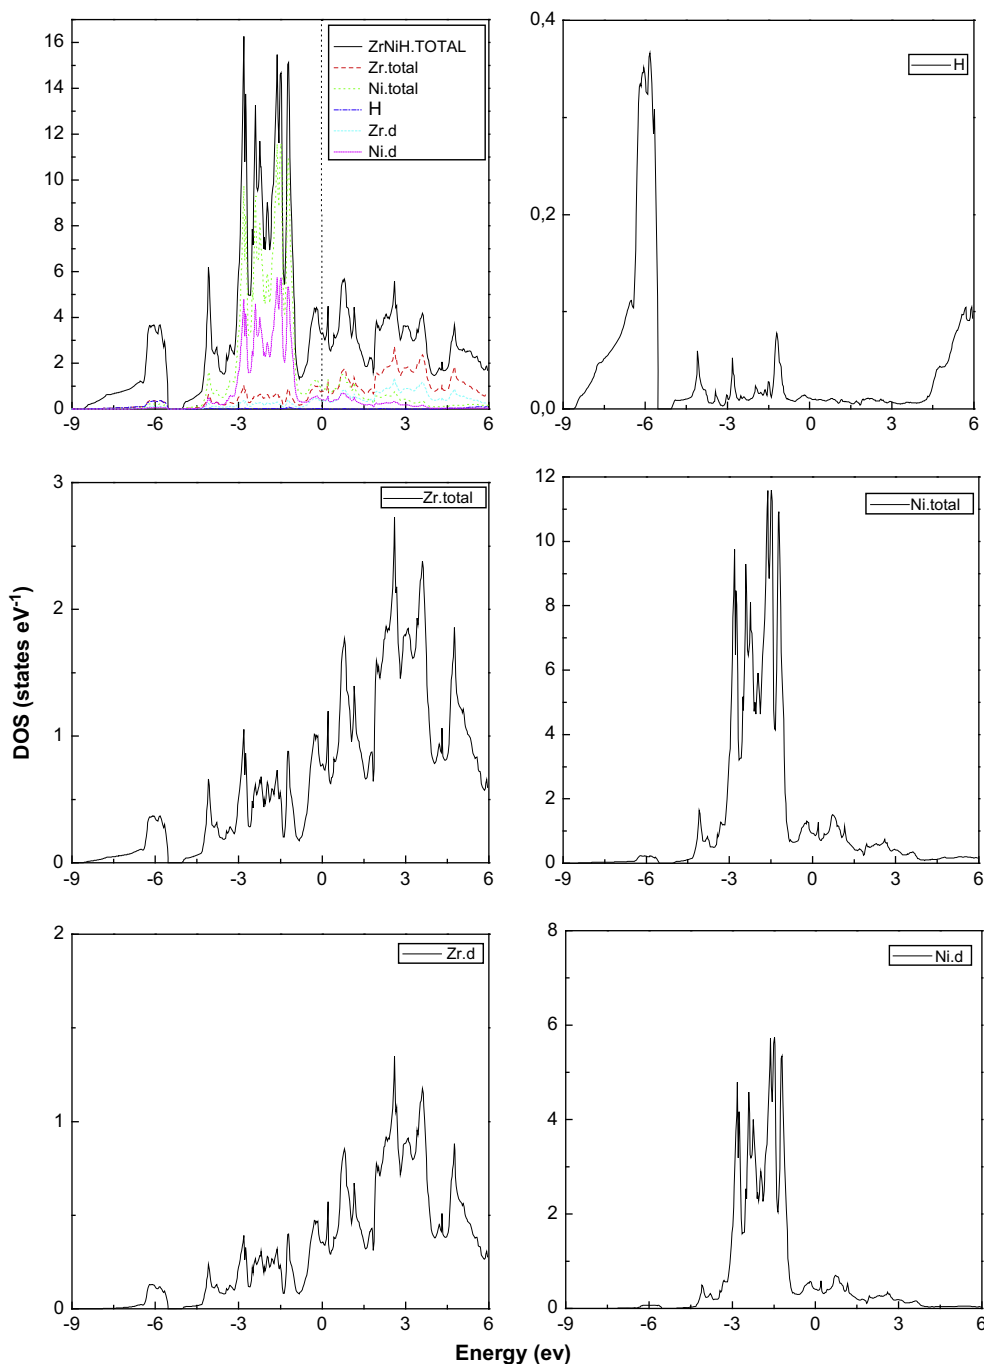 16
14
12
10
8
6
4
2
0
ZrNiH.TOTAL
Zr.total
Ni.total
H
Zr.d
Ni.d
-9 -6 -3 0 3 6
0,4
0,2
0,0
H
-9 -6 -3 0 3 6
3
2
1
0
Zr.total
-9 -6 -3 0 3 6
12
10
8
6
4
2
0
Ni.total
-9 -6 -3 0 3 6
DOS (states eV-1)
2
1
0
Zr.d
-9 -6 -3 0 3 6
8
6
4
2
0
Ni.d
-9 -6 -3 0 3 6
Energy (ev)